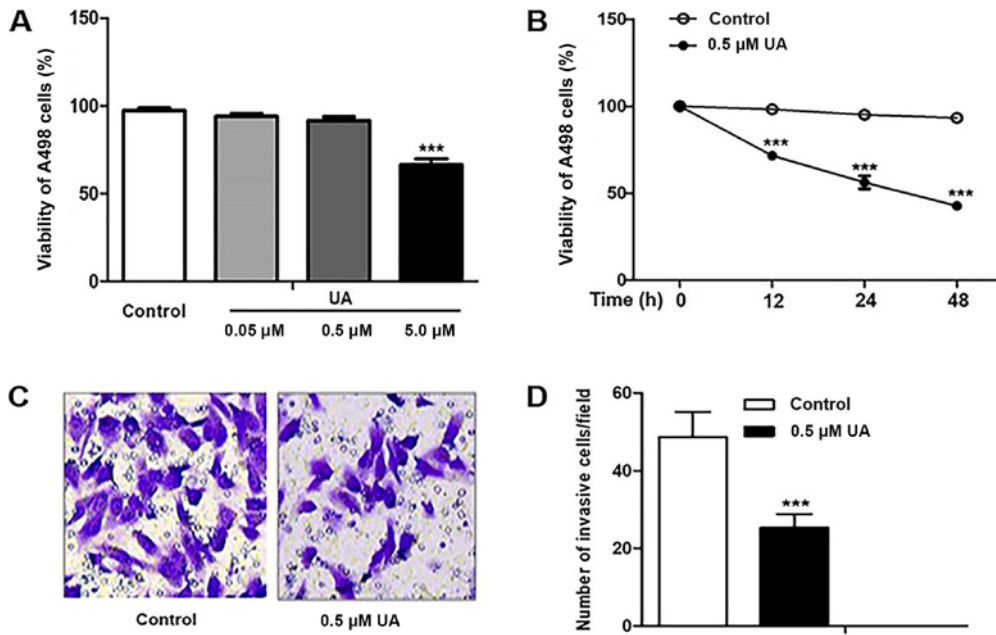 A
Viability of A498 cells (%)
150
100
50
0
***
Control
UA
0.05 µM 0.5 µM 5.0 µM
B
Viability of A498 cells (%)
Control
0.5 µM UA
150
100
50
0
***
***
***
Time (h) 0 12 24 48
C
Control 0.5 µM UA
D
Number of invasive cells/field
60
40
20
0
Control
0.5 µM UA
***